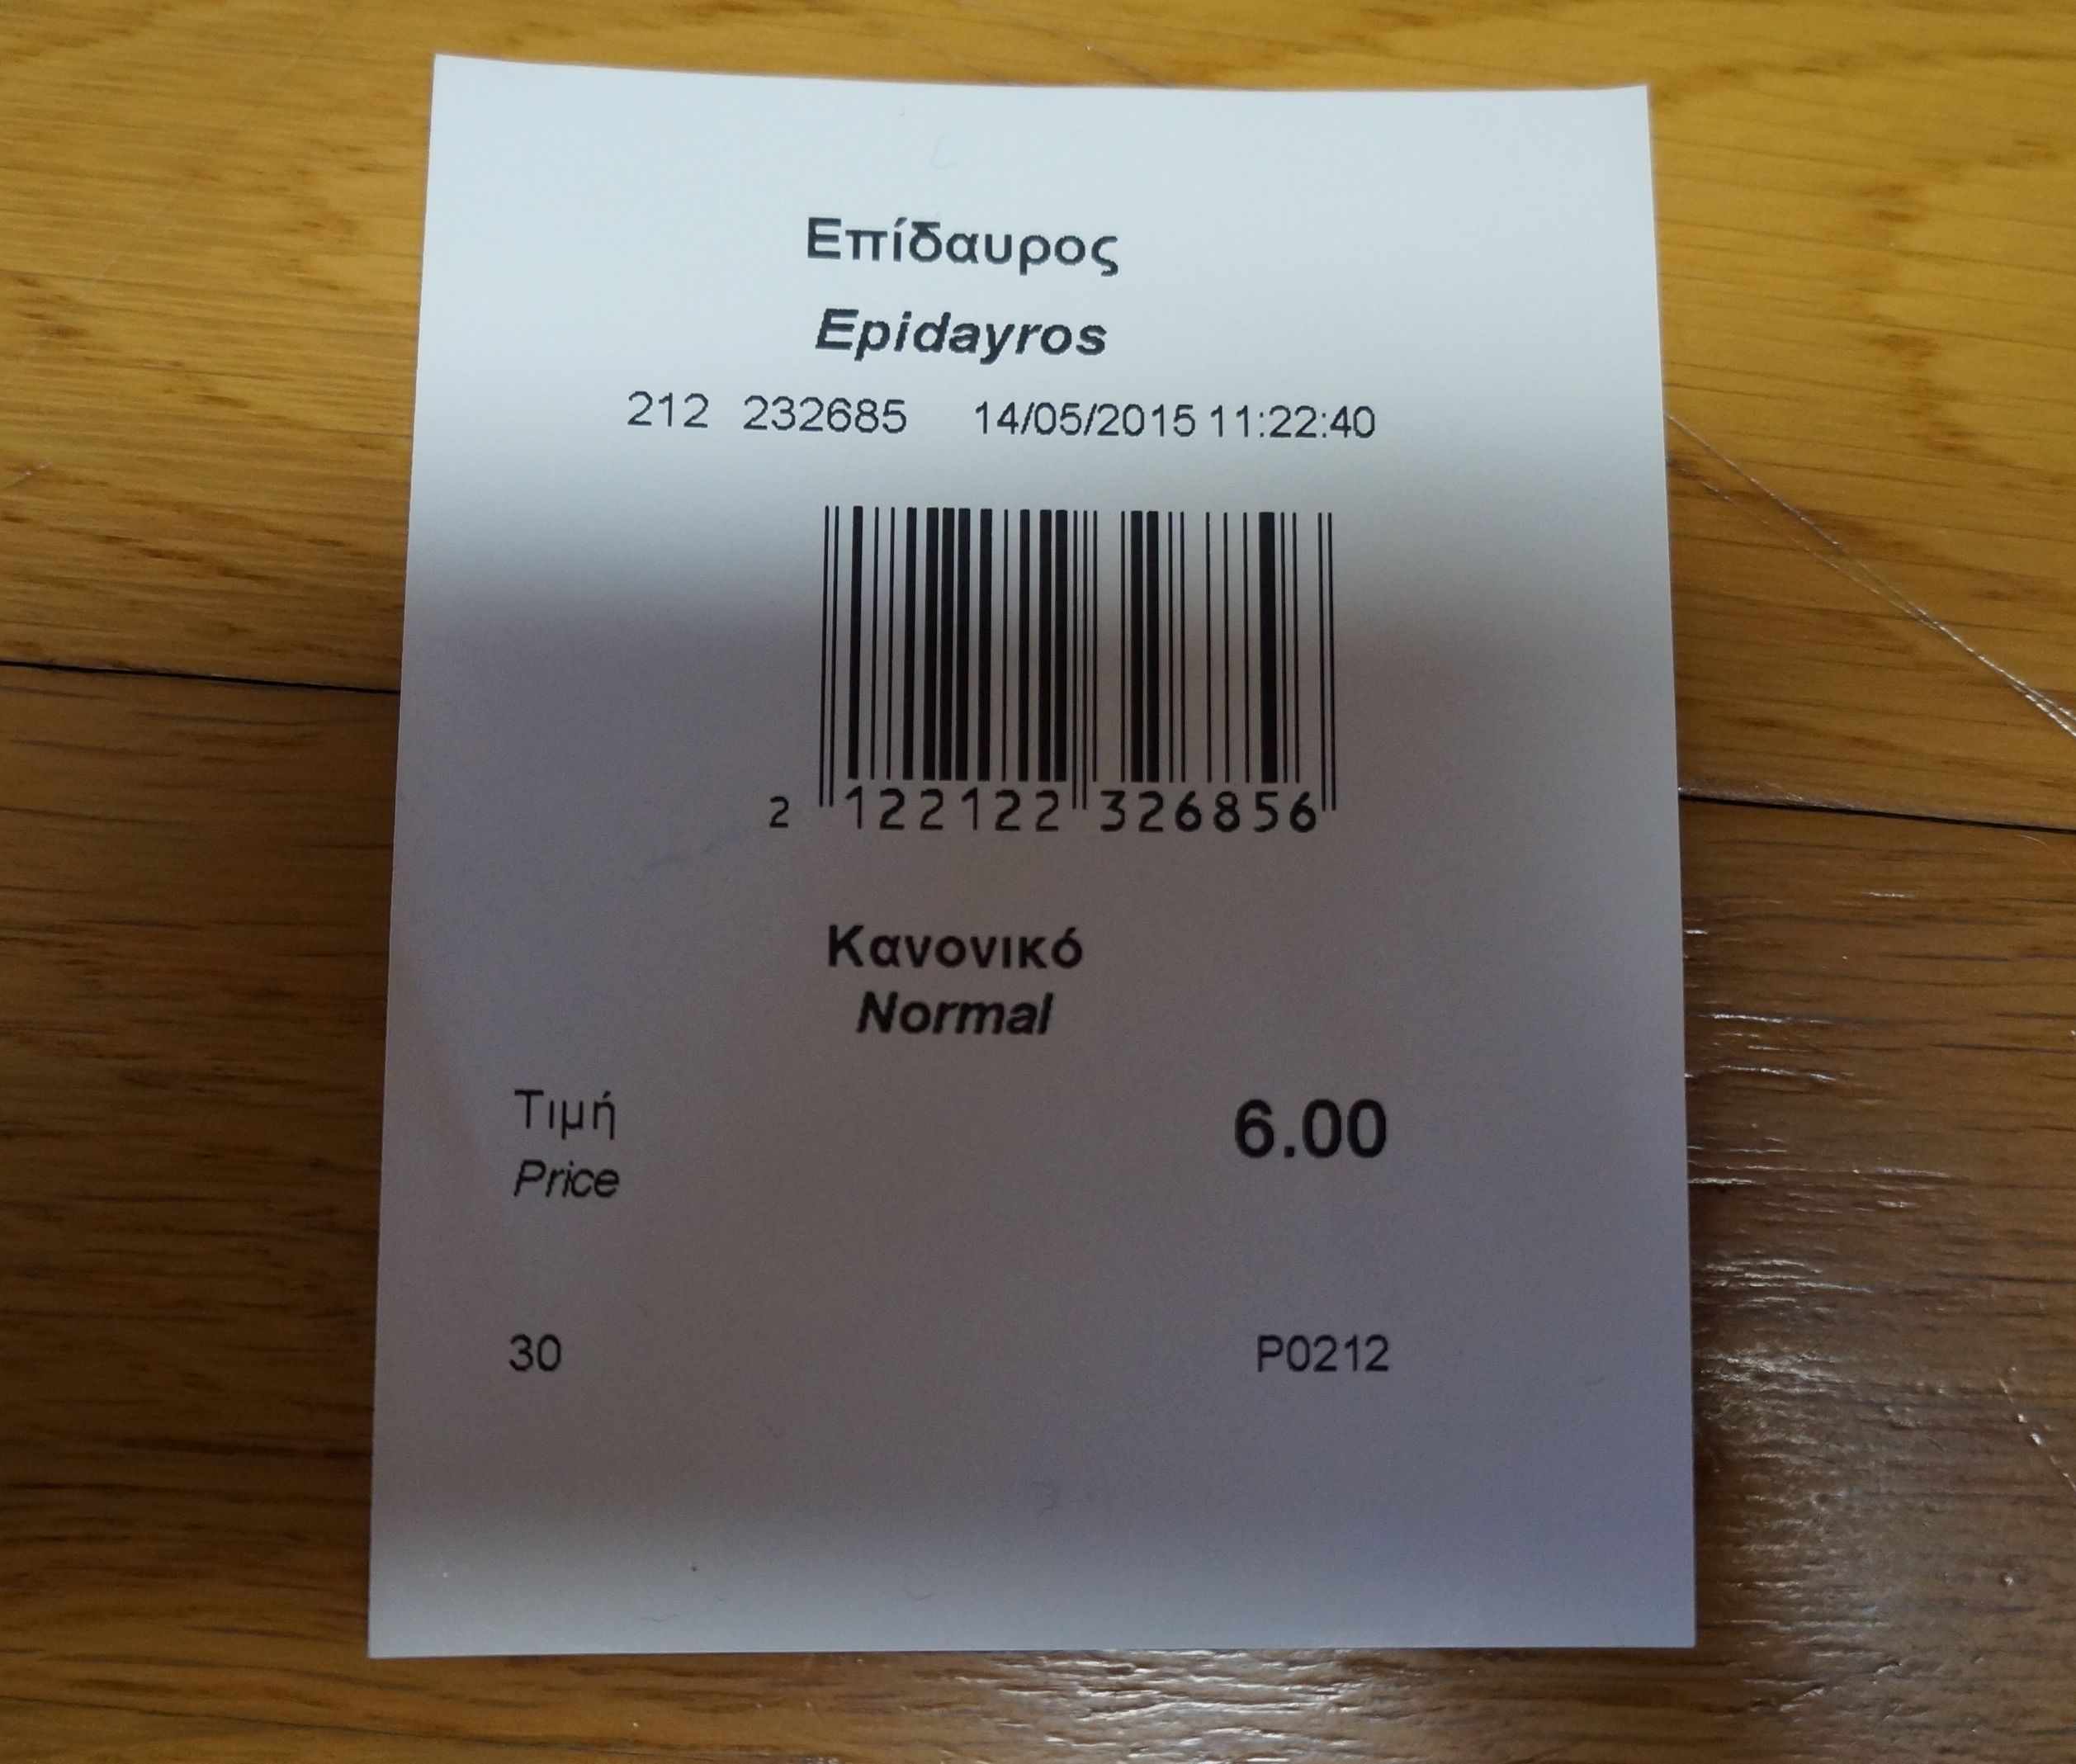 Επίδαυρος
Epidayros
212 232685 14/05/2015 11:22:40
2 122122 326856
Κανονικό
Normal
Τιμή 6.00
Price
30 P0212